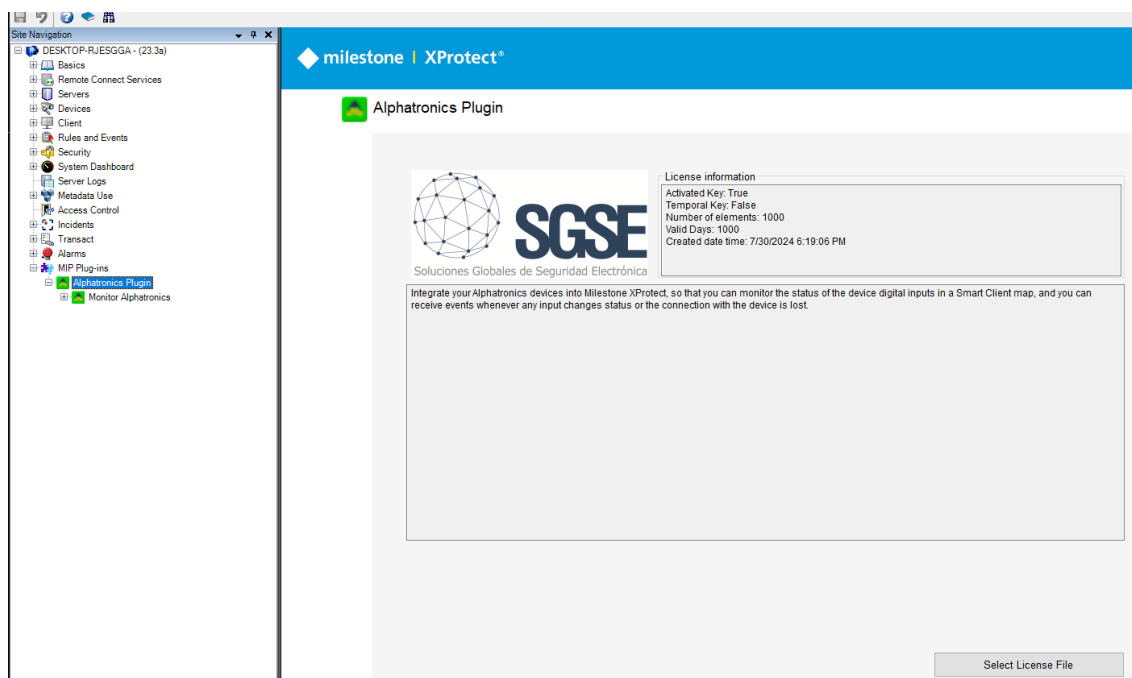 Site Navigation
DESKTOP-RJESGGA - (23.3a)
Basics
Remote Connect Services
Servers
Devices
Client
Rules and Events
Security
System Dashboard
Server Logs
Metadata Use
Access Control
Incidents
Transact
Alarms
MIP Plug-ins
Alphatronics Plugin
Monitor Alphatronics
milestone | XProtect®
Alphatronics Plugin
SGSE
Soluciones Globales de Seguridad Electrónica
License information
Activated Key: True
Temporal Key: False
Number of elements: 1000
Valid Days: 1000
Created date time: 7/30/2024 6:19:06 PM
Integrate your Alphatronics devices into Milestone XProtect, so that you can monitor the status of the device digital inputs in a Smart Client map, and you can
receive events whenever any input changes status or the connection with the device is lost.
Select License File